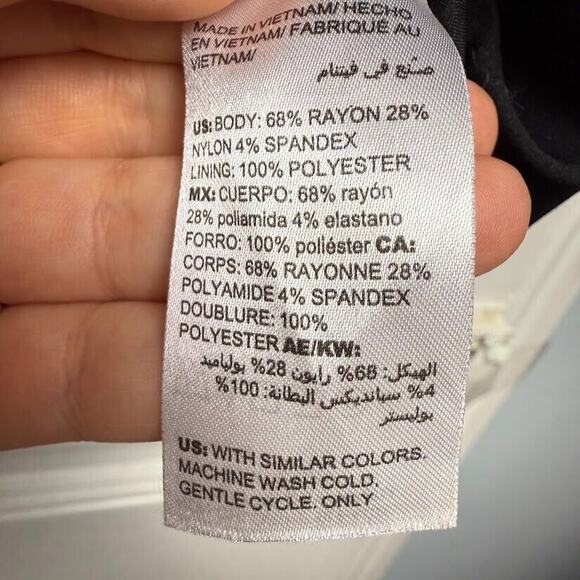 MADE IN VIETNAM/ HECHO
EN VIETNAM/ FABRIQUÉ AU
VIETNAM/
صنع في فيتنام
US: BODY: 68% RAYON 28%
NYLON 4% SPANDEX
LINING: 100% POLYESTER
MX: CUERPO: 68% rayón
28% poliamida 4% elastano
FORRO: 100% poliéster CA:
CORPS: 68% RAYONNE 28%
POLYAMIDE 4% SPANDEX
DOUBLURE: 100%
POLYESTER AE/KW:
الهيكل: 68% رايون 28% بولياميد
4% سبانديكس البطانة: 100%
بوليستر
US: WITH SIMILAR COLORS.
MACHINE WASH COLD.
GENTLE CYCLE. ONLY